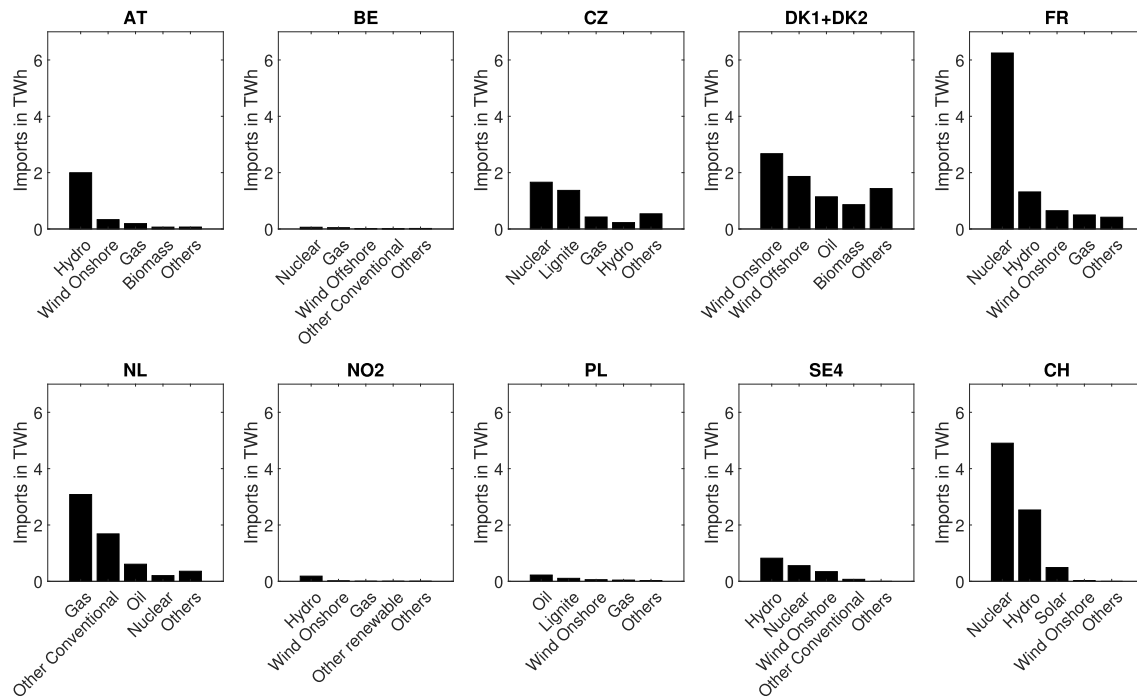 AT
Imports in TWh
6
4
2
0
Hydro
Wind Onshore
Gas
Biomass
Others
BE
Imports in TWh
6
4
2
0
Nuclear
Gas
Wind Offshore
Other Conventional
Others
CZ
Imports in TWh
6
4
2
0
Nuclear
Lignite
Gas
Hydro
Others
DK1+DK2
Imports in TWh
6
4
2
0
Wind Onshore
Wind Offshore
Oil
Biomass
Others
FR
Imports in TWh
6
4
2
0
Nuclear
Hydro
Wind Onshore
Gas
Others
NL
Imports in TWh
6
4
2
0
Gas
Other Conventional
Oil
Nuclear
Others
NO2
Imports in TWh
6
4
2
0
Hydro
Wind Onshore
Gas
Other renewable
Others
PL
Imports in TWh
6
4
2
0
Oil
Lignite
Wind Onshore
Gas
Others
SE4
Imports in TWh
6
4
2
0
Hydro
Nuclear
Wind Onshore
Other Conventional
Others
CH
Imports in TWh
6
4
2
0
Nuclear
Hydro
Solar
Wind Onshore
Others